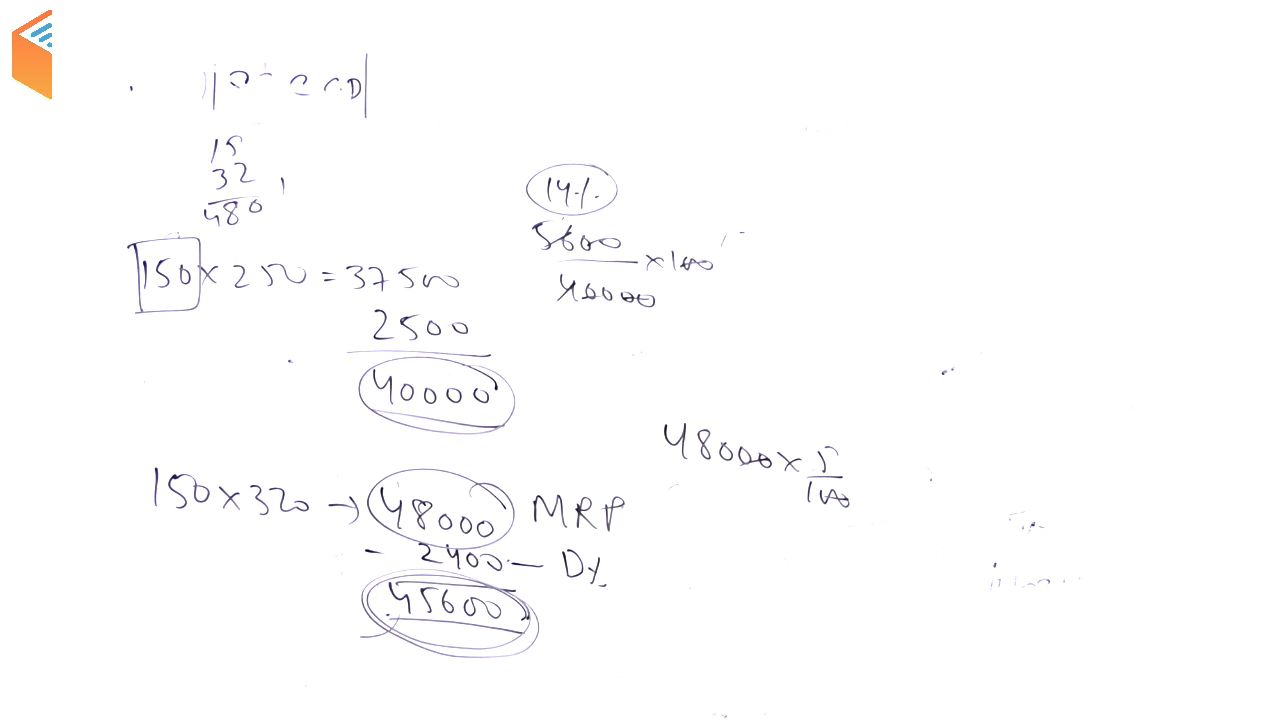 15
32
480
14%
5600
40000 × 100
150 × 250 = 37500
2500
40000
48000 × 5/100
150 × 320 → 48000 MRP
- 2400 — D%
45600